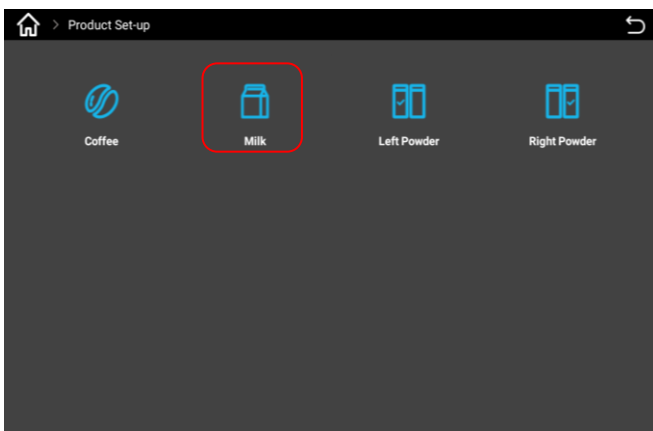 > Product Set-up
Coffee
Milk
Left Powder
Right Powder